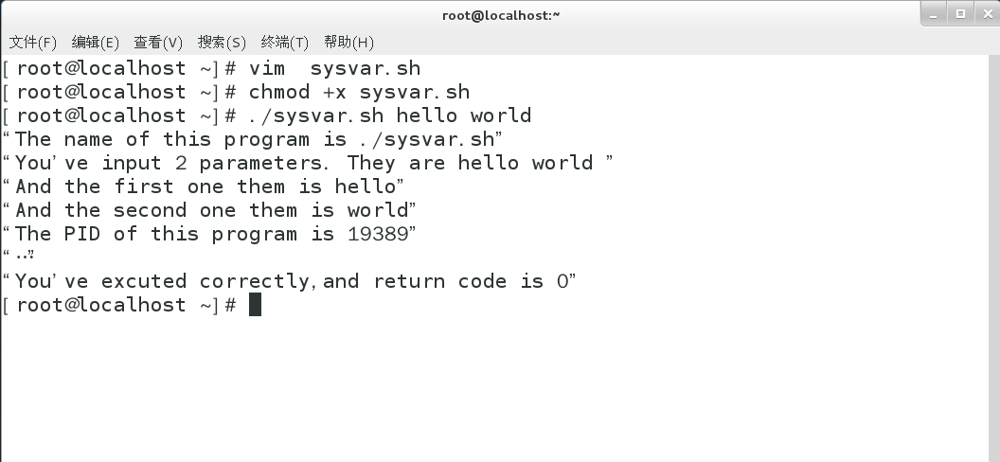 root@localhost:~
文件(F) 编辑(E) 查看(V) 搜索(S) 终端(T) 帮助(H)
[root@localhost ~]# vim  sysvar.sh
[root@localhost ~]# chmod +x sysvar.sh
[root@localhost ~]# ./sysvar.sh hello world
“The name of this program is ./sysvar.sh”
“You’ve input 2 parameters. They are hello world ”
“And the first one them is hello”
“And the second one them is world”
“The PID of this program is 19389”
“…”
“You’ve excuted correctly,and return code is 0”
[root@localhost ~]#